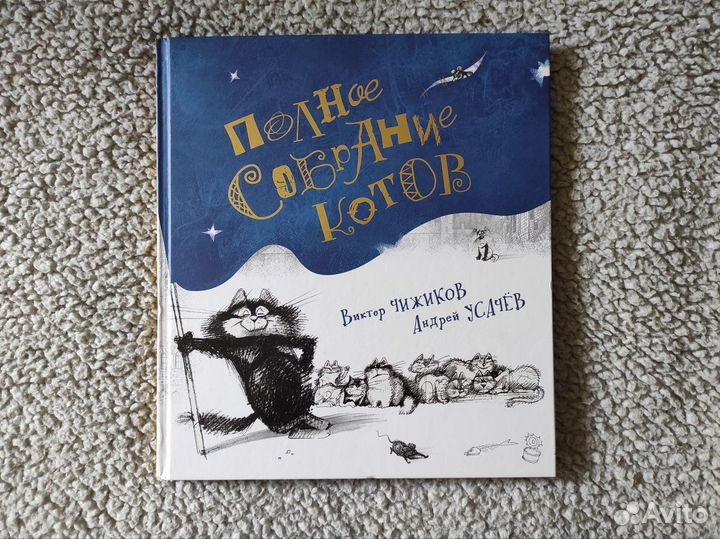 ПОЛНОЕ
СОБРАНИЕ
КОТОВ
Виктор ЧИЖИКОВ
Андрей УСАЧЁВ
Avito